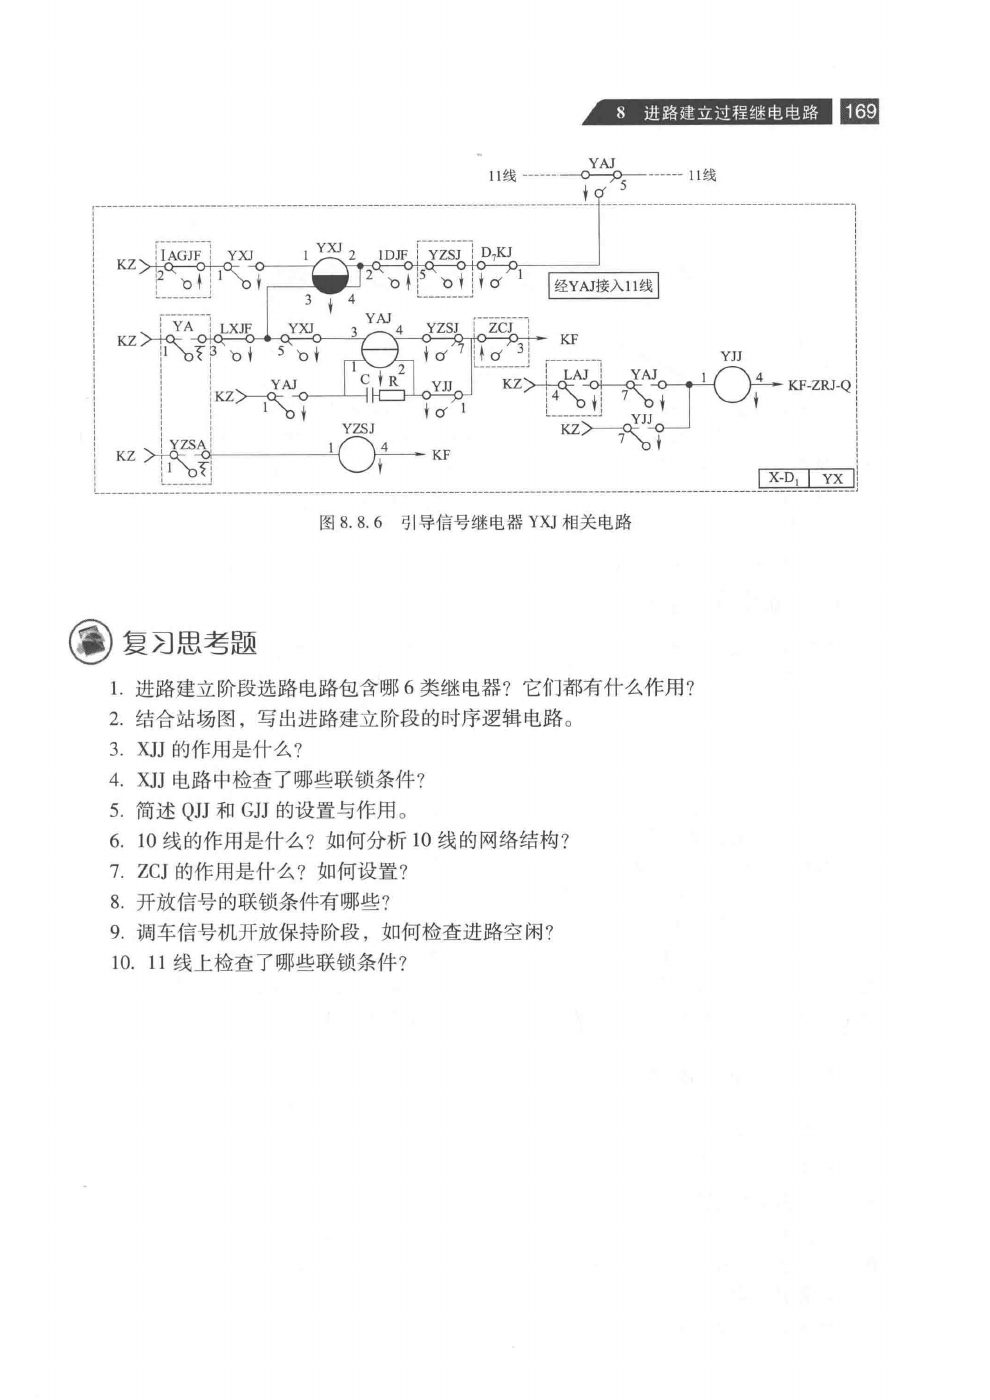 8 进路建立过程继电电路 169
YAJ
11线 11线
5
IAGJF YXJ 1 YXJ 2 1DJF YZSJ D₇KJ
KZ 2 1 2 5 1
3 4
经YAJ接入11线
YA LXJF YXJ 3 YAJ 4 YZSJ ZCJ
KZ 1 3 5 7 3 KF
1 2
KZ YAJ 1 C R YJJ 1
KZ LAJ 4 YAJ 7 1 YJJ 4 KF-ZRJ-Q
KZ YJJ 7
YZSJ
KZ YZSA 1 1 4 KF
X-D₁ YX
图 8.8.6 引导信号继电器 YXJ 相关电路
复习思考题
1. 进路建立阶段选路电路包含哪 6 类继电器？它们都有什么作用？
2. 结合站场图，写出进路建立阶段的时序逻辑电路。
3. XJJ 的作用是什么？
4. XJJ 电路中检查了哪些联锁条件？
5. 简述 QJJ 和 GJJ 的设置与作用。
6. 10 线的作用是什么？如何分析 10 线的网络结构？
7. ZCJ 的作用是什么？如何设置？
8. 开放信号的联锁条件有哪些？
9. 调车信号机开放保持阶段，如何检查进路空闲？
10. 11 线上检查了哪些联锁条件？